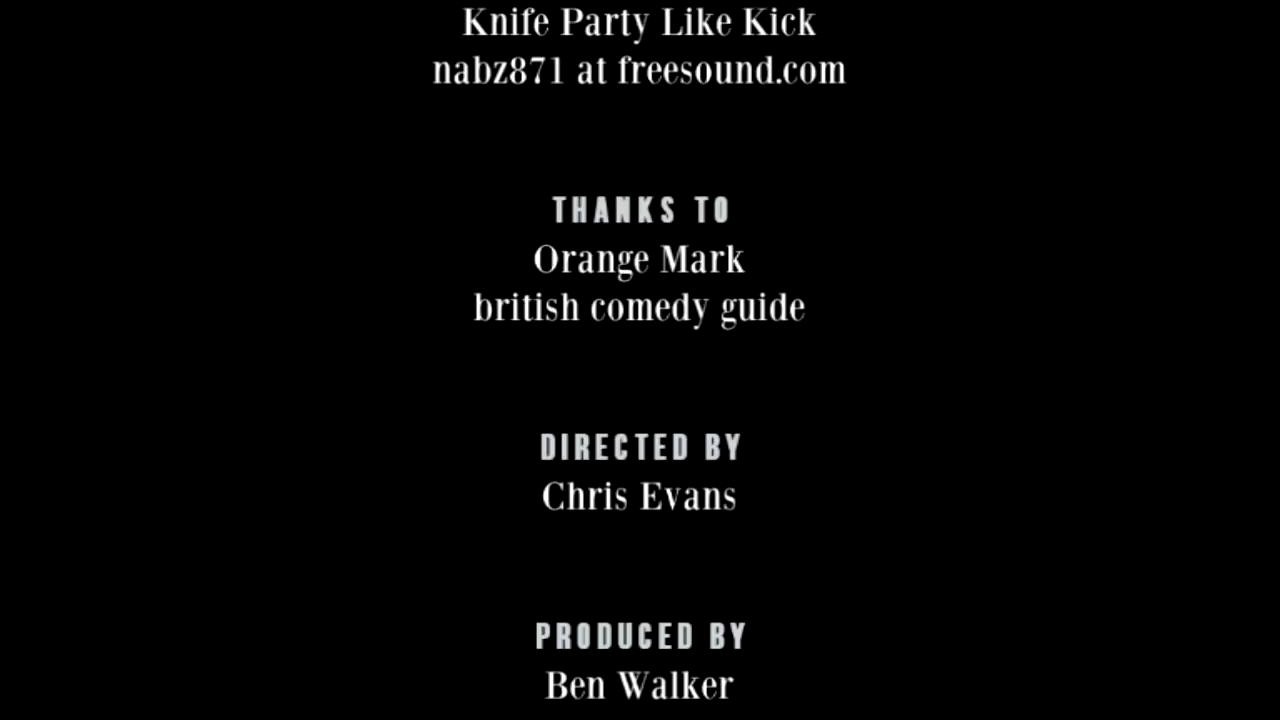 Knife Party Like Kick
nabz871 at freesound.com
THANKS TO
Orange Mark
british comedy guide
DIRECTED BY
Chris Evans
PRODUCED BY
Ben Walker